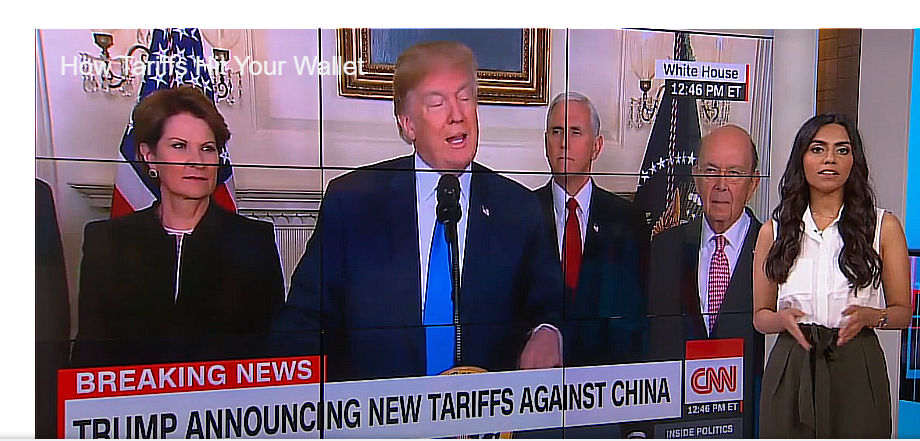 How Tariffs Hit Your Wallet
White House
12:46 PM ET
BREAKING NEWS
TRUMP ANNOUNCING NEW TARIFFS AGAINST CHINA
CNN
12:46 PM ET
INSIDE POLITICS